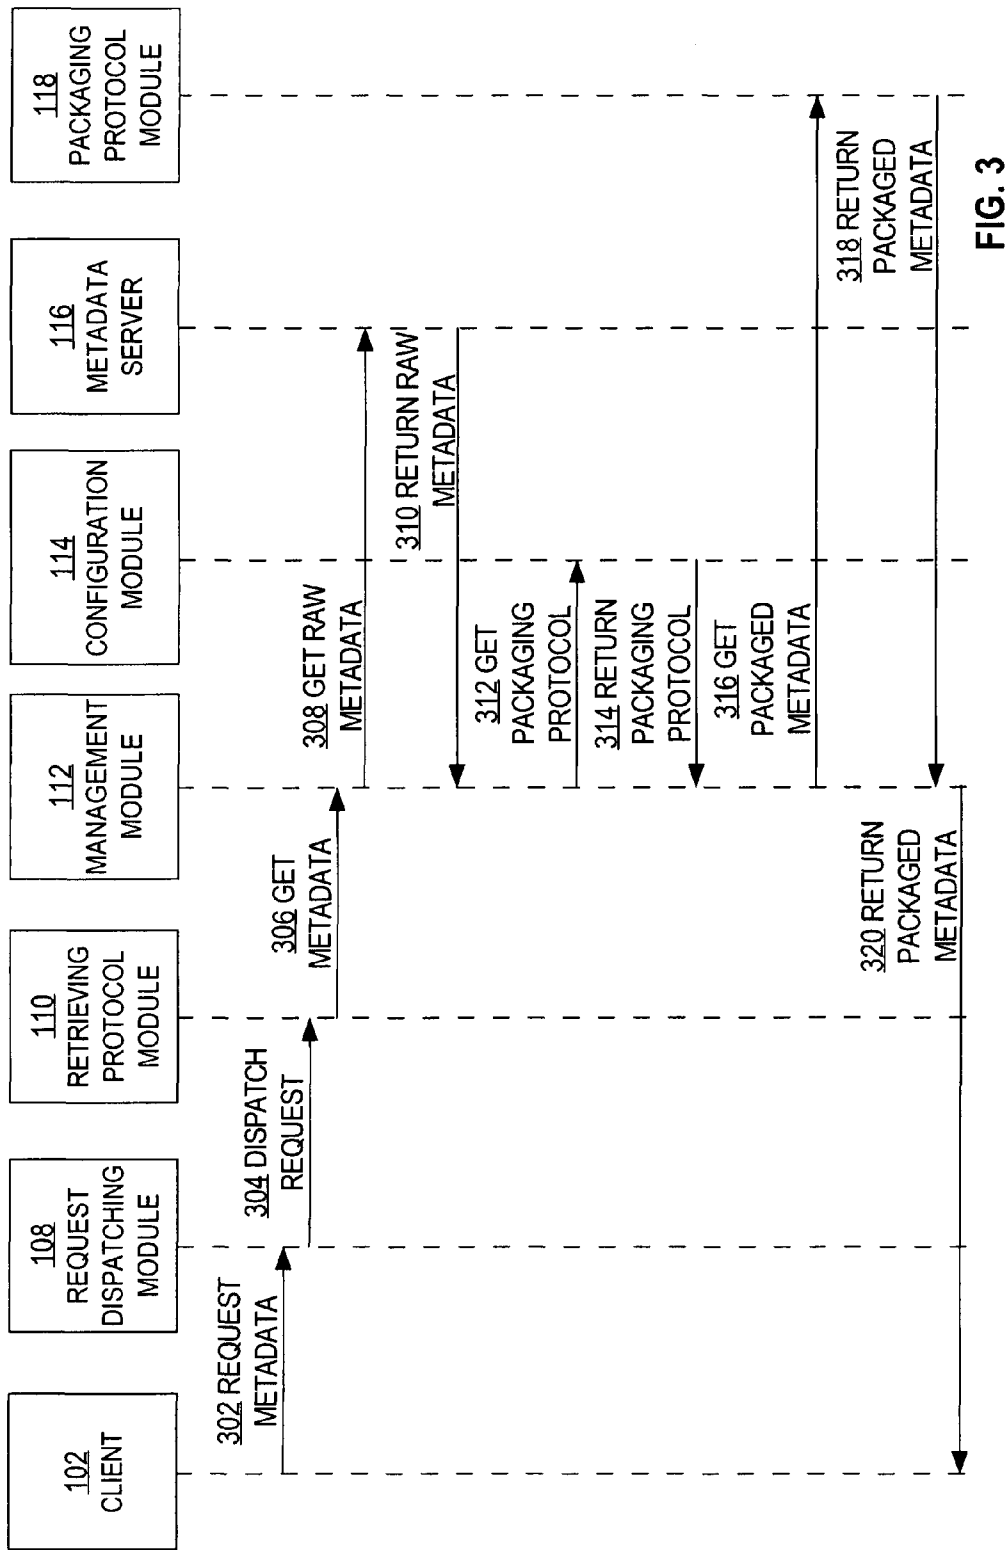 102
CLIENT
108
REQUEST
DISPATCHING
MODULE
110
RETRIEVING
PROTOCOL
MODULE
112
MANAGEMENT
MODULE
114
CONFIGURATION
MODULE
116
METADATA
SERVER
118
PACKAGING
PROTOCOL
MODULE
302 REQUEST
METADATA
304 DISPATCH
REQUEST
306 GET
METADATA
308 GET RAW
METADATA
310 RETURN RAW
METADATA
312 GET
PACKAGING
PROTOCOL
314 RETURN
PACKAGING
PROTOCOL
316 GET
PACKAGED
METADATA
318 RETURN
PACKAGED
METADATA
320 RETURN
PACKAGED
METADATA
FIG. 3